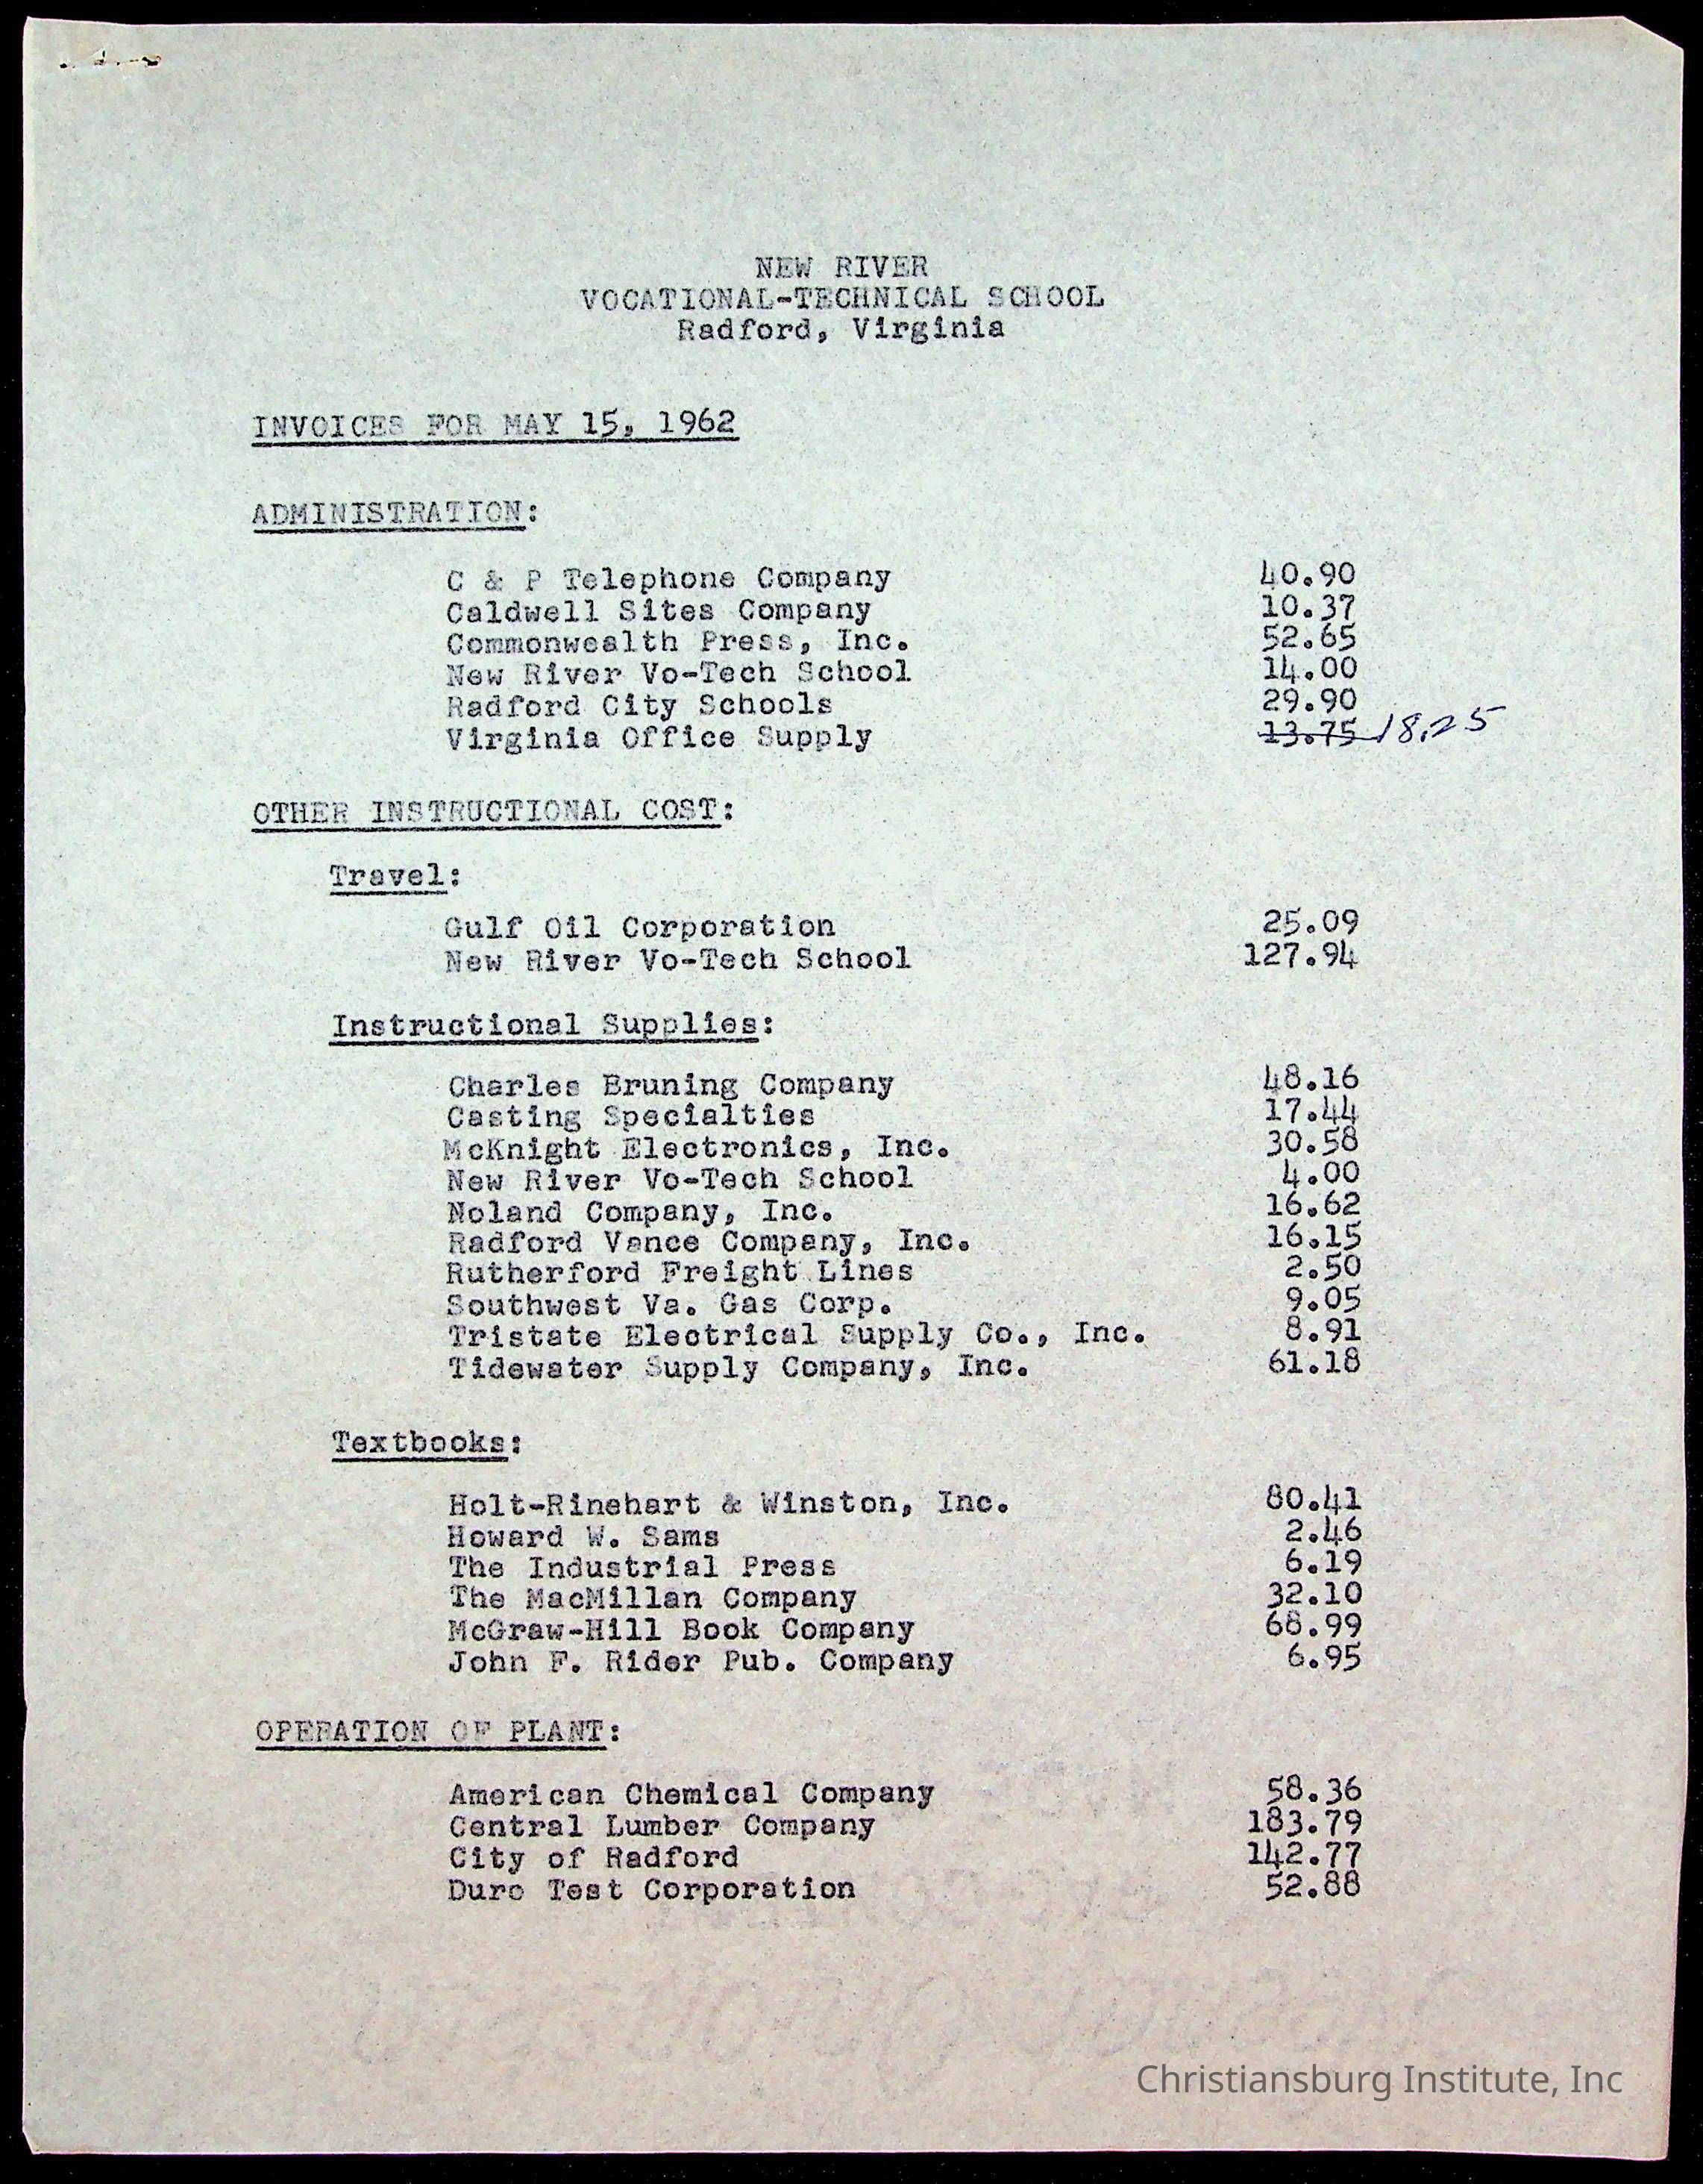 NEW RIVER
VOCATIONAL-TECHNICAL SCHOOL
Radford, Virginia
INVOICES FOR MAY 15, 1962
ADMINISTRATION:
C & P Telephone Company 40.90
Caldwell Sites Company 10.37
Commonwealth Press, Inc. 52.65
New River Vo-Tech School 14.00
Radford City Schools 29.90
Virginia Office Supply 13.75 18.25
OTHER INSTRUCTIONAL COST:
Travel:
Gulf Oil Corporation 25.09
New River Vo-Tech School 127.94
Instructional Supplies:
Charles Bruning Company 48.16
Casting Specialties 17.44
McKnight Electronics, Inc. 30.58
New River Vo-Tech School 4.00
Noland Company, Inc. 16.62
Radford Vance Company, Inc. 16.15
Rutherford Freight Lines 2.50
Southwest Va. Gas Corp. 9.05
Tristate Electrical Supply Co., Inc. 8.91
Tidewater Supply Company, Inc. 61.18
Textbooks:
Holt-Rinehart & Winston, Inc. 80.41
Howard W. Sams 2.46
The Industrial Press 6.19
The MacMillan Company 32.10
McGraw-Hill Book Company 68.99
John F. Rider Pub. Company 6.95
OPERATION OF PLANT:
American Chemical Company 58.36
Central Lumber Company 183.79
City of Radford 142.77
Duro Test Corporation 52.88
Christiansburg Institute, Inc